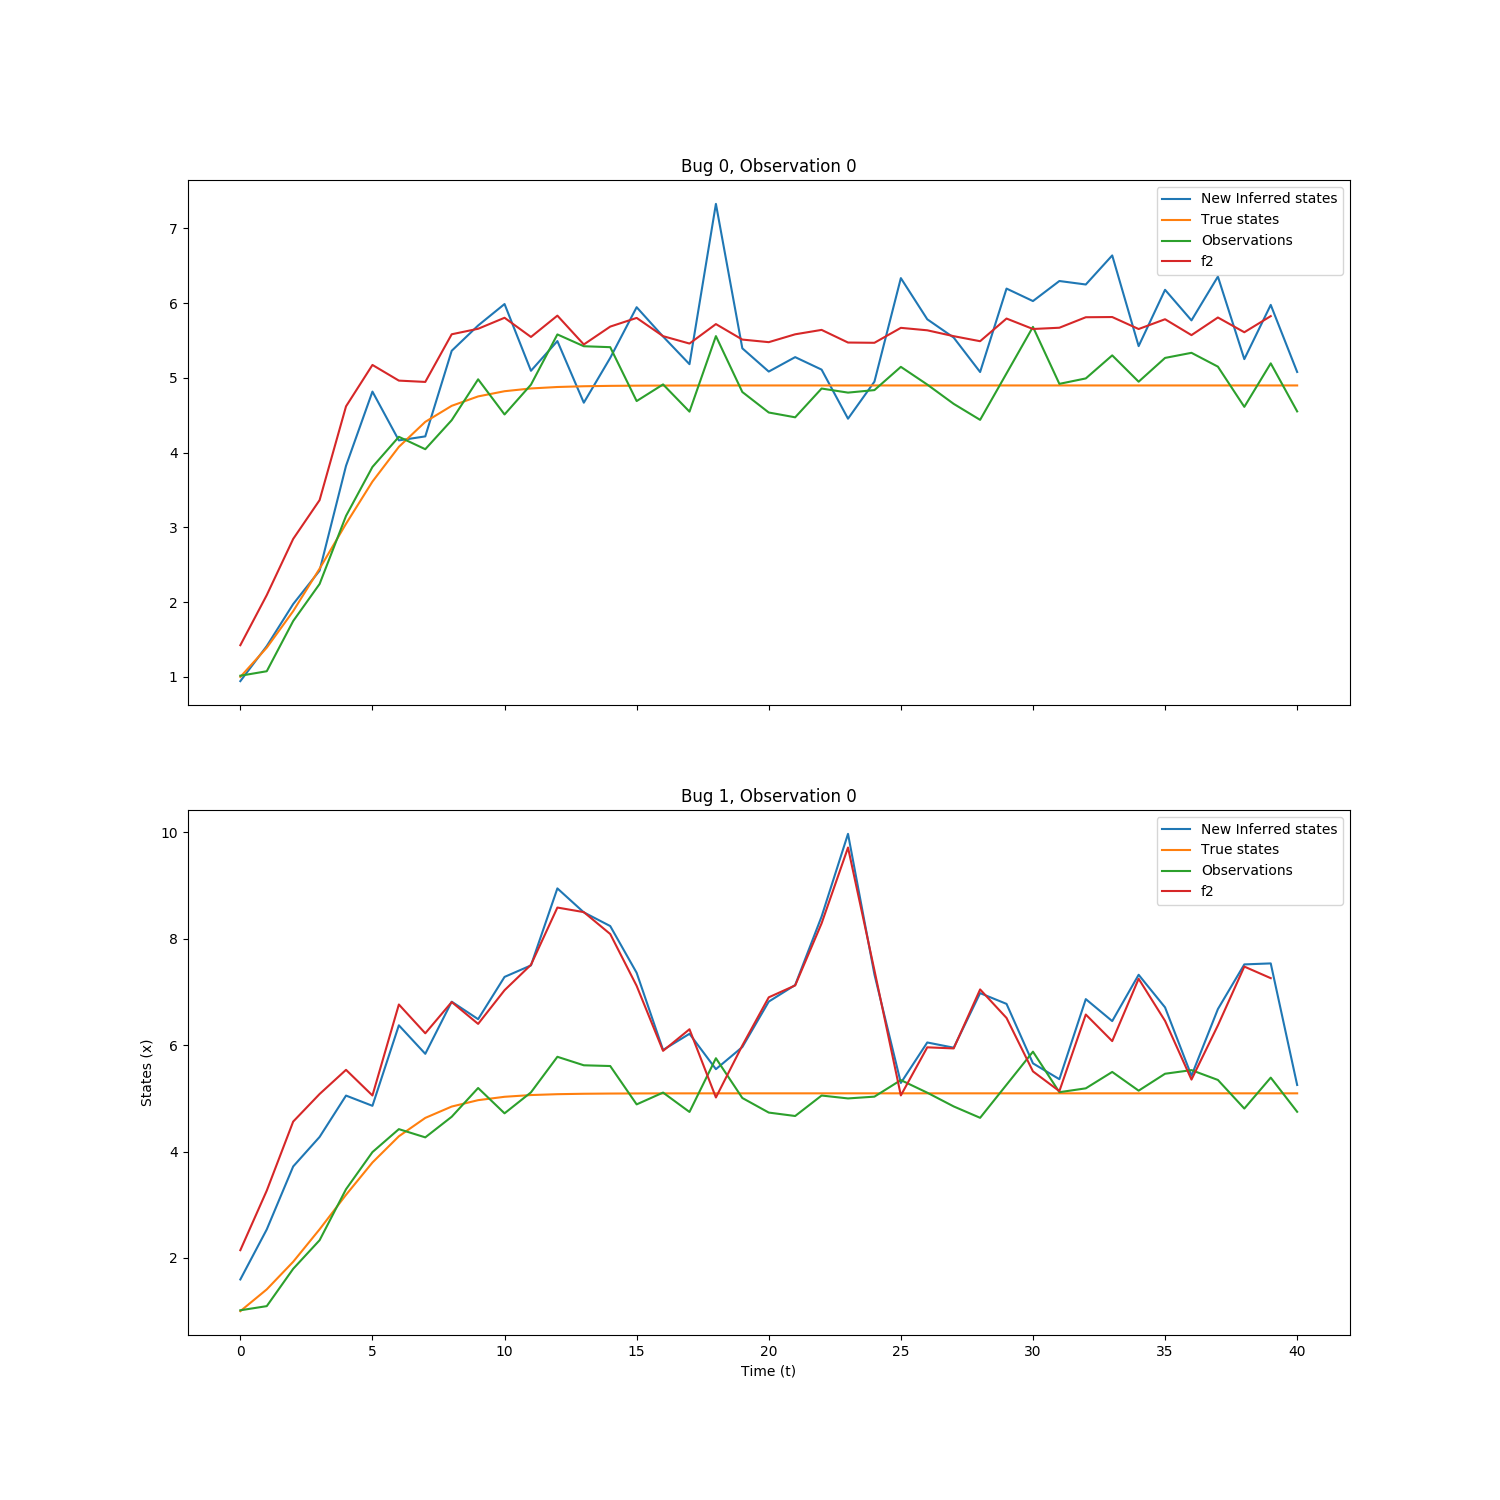 Bug 0, Observation 0
New Inferred states
True states
Observations
f2
7
6
5
4
3
2
1
Bug 1, Observation 0
New Inferred states
True states
Observations
f2
10
8
6
4
2
States (x)
0 5 10 15 20 25 30 35 40
Time (t)